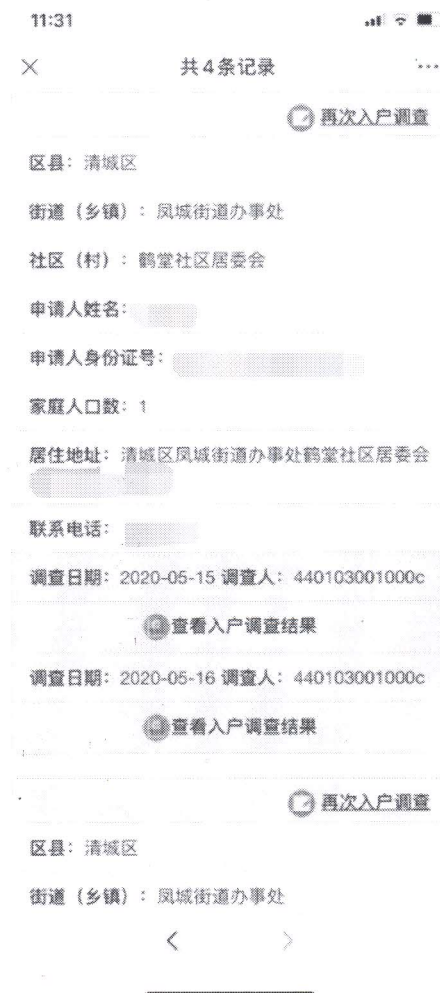 11:31
共4条记录
再次入户调查
区县：清城区
街道（乡镇）：凤城街道办事处
社区（村）：鹤堂社区居委会
申请人姓名：
申请人身份证号：
家庭人口数：1
居住地址：清城区凤城街道办事处鹤堂社区居委会
联系电话：
调查日期：2020-05-15 调查人：440103001000c
查看入户调查结果
调查日期：2020-05-16 调查人：440103001000c
查看入户调查结果
再次入户调查
区县：清城区
街道（乡镇）：凤城街道办事处